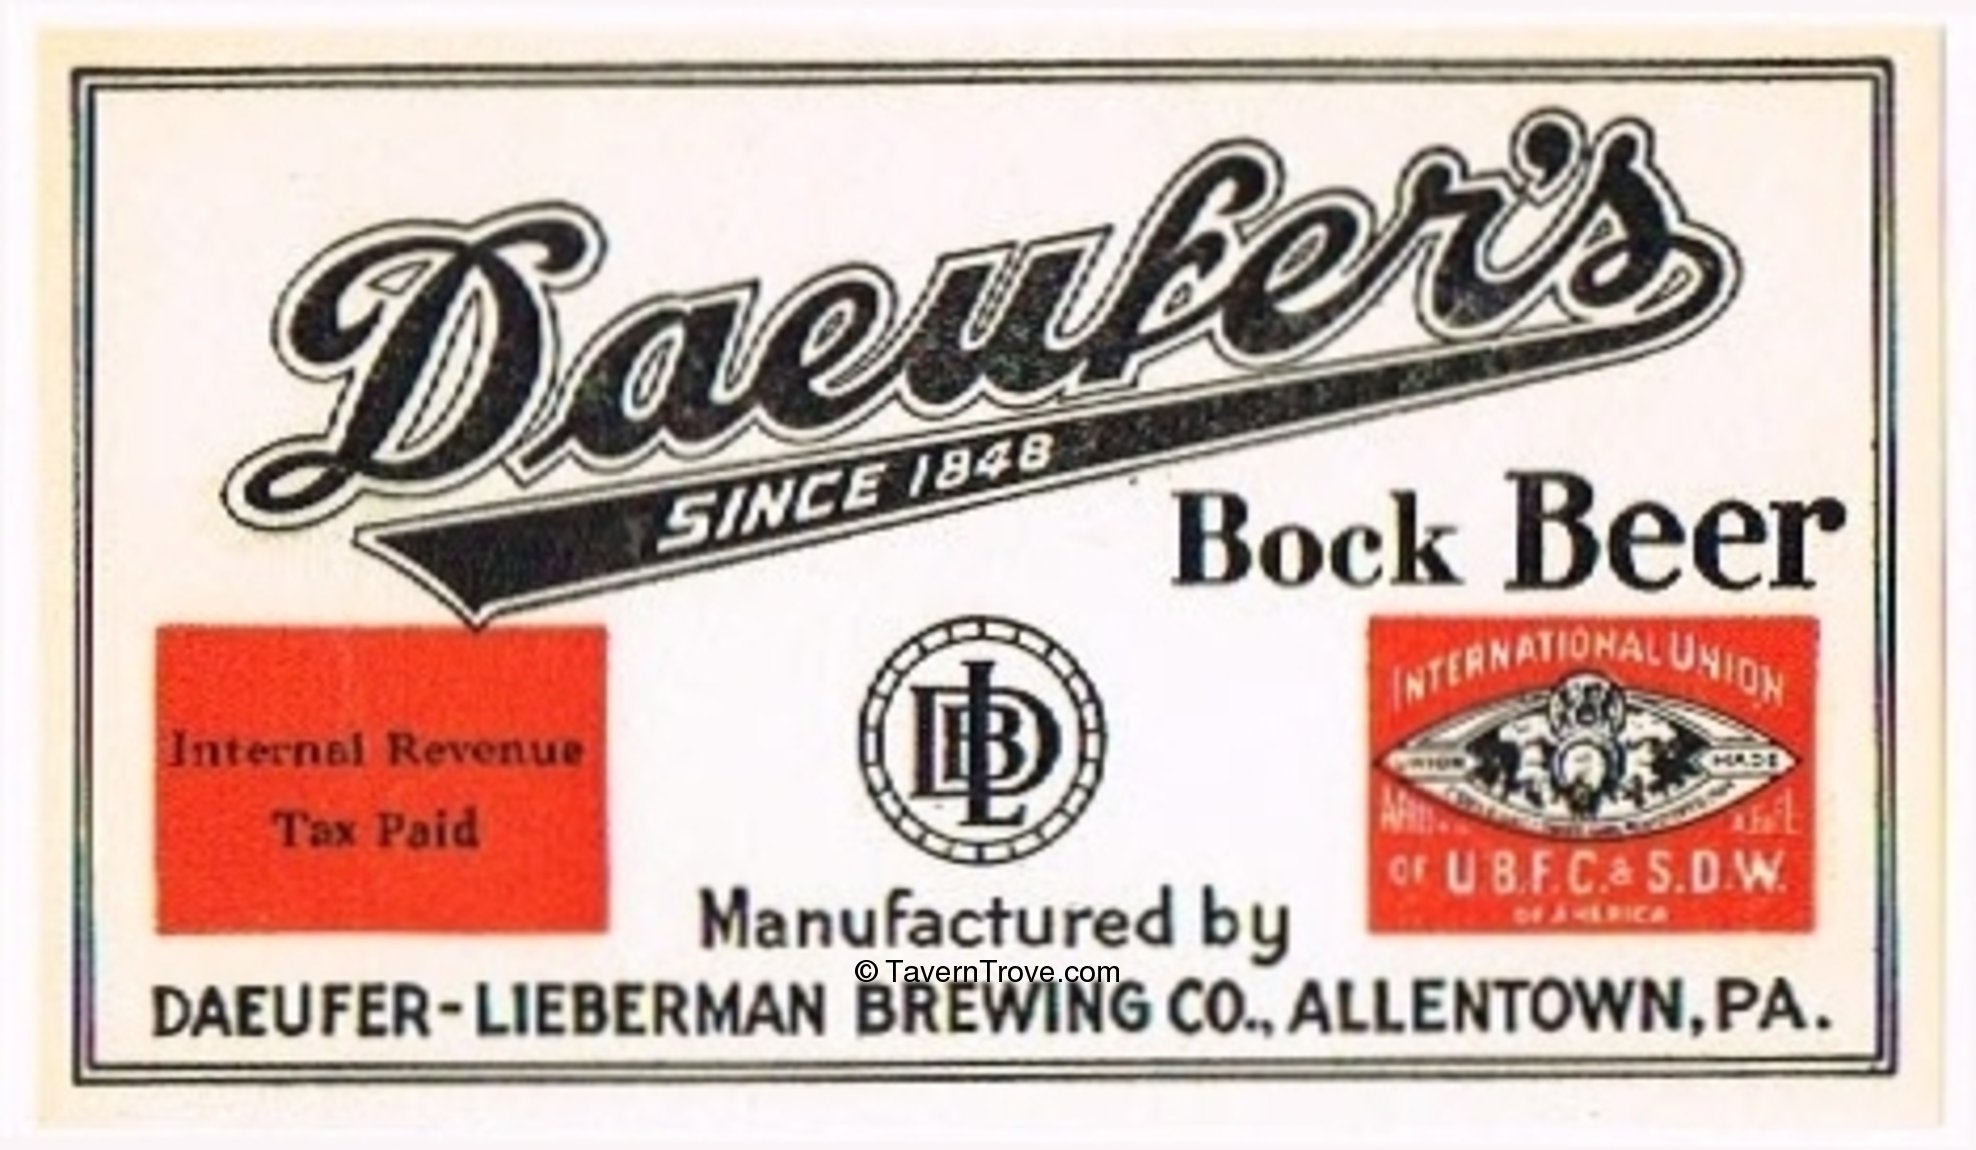 Daeufer's
SINCE 1848
Bock Beer
Internal Revenue
Tax Paid
DBL
INTERNATIONAL UNION
UNION MADE
OF U.B.F.C. & S.D.W.
OF AMERICA
Manufactured by
© TavernTrove.com
DAEUFER-LIEBERMAN BREWING CO., ALLENTOWN, PA.